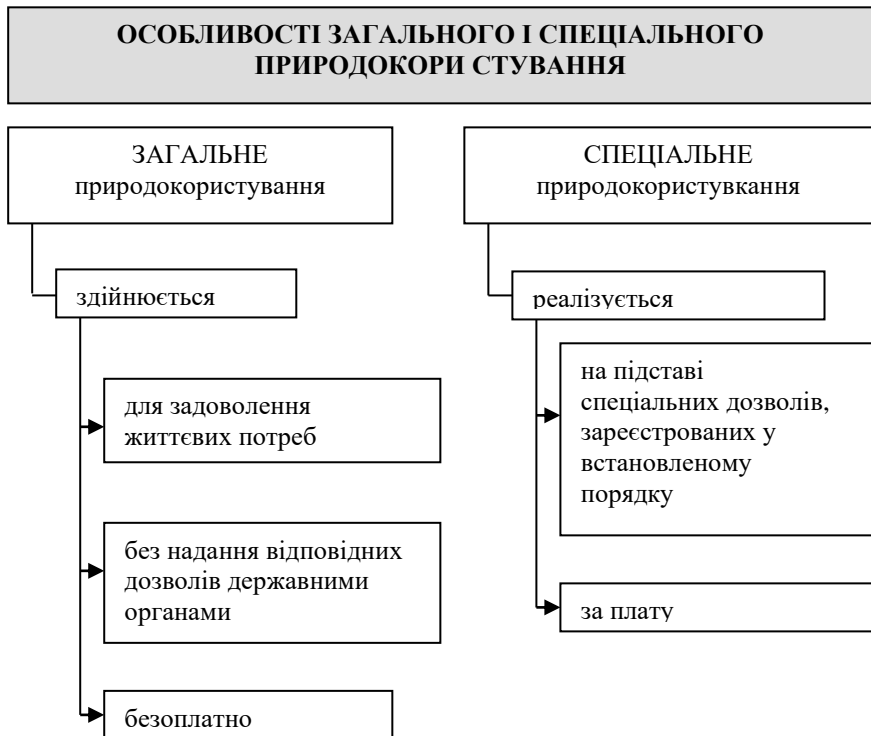 ОСОБЛИВОСТІ ЗАГАЛЬНОГО І СПЕЦІАЛЬНОГО
ПРИРОДОКОРИ СТУВАННЯ
ЗАГАЛЬНЕ
природокористування
здійнюється
для задоволення
життєвих потреб
без надання відповідних
дозволів державними
органами
безоплатно
СПЕЦІАЛЬНЕ
природокористувкання
реалізується
на підставі
спеціальних дозволів,
зареєстрованих у
встановленому
порядку
за плату